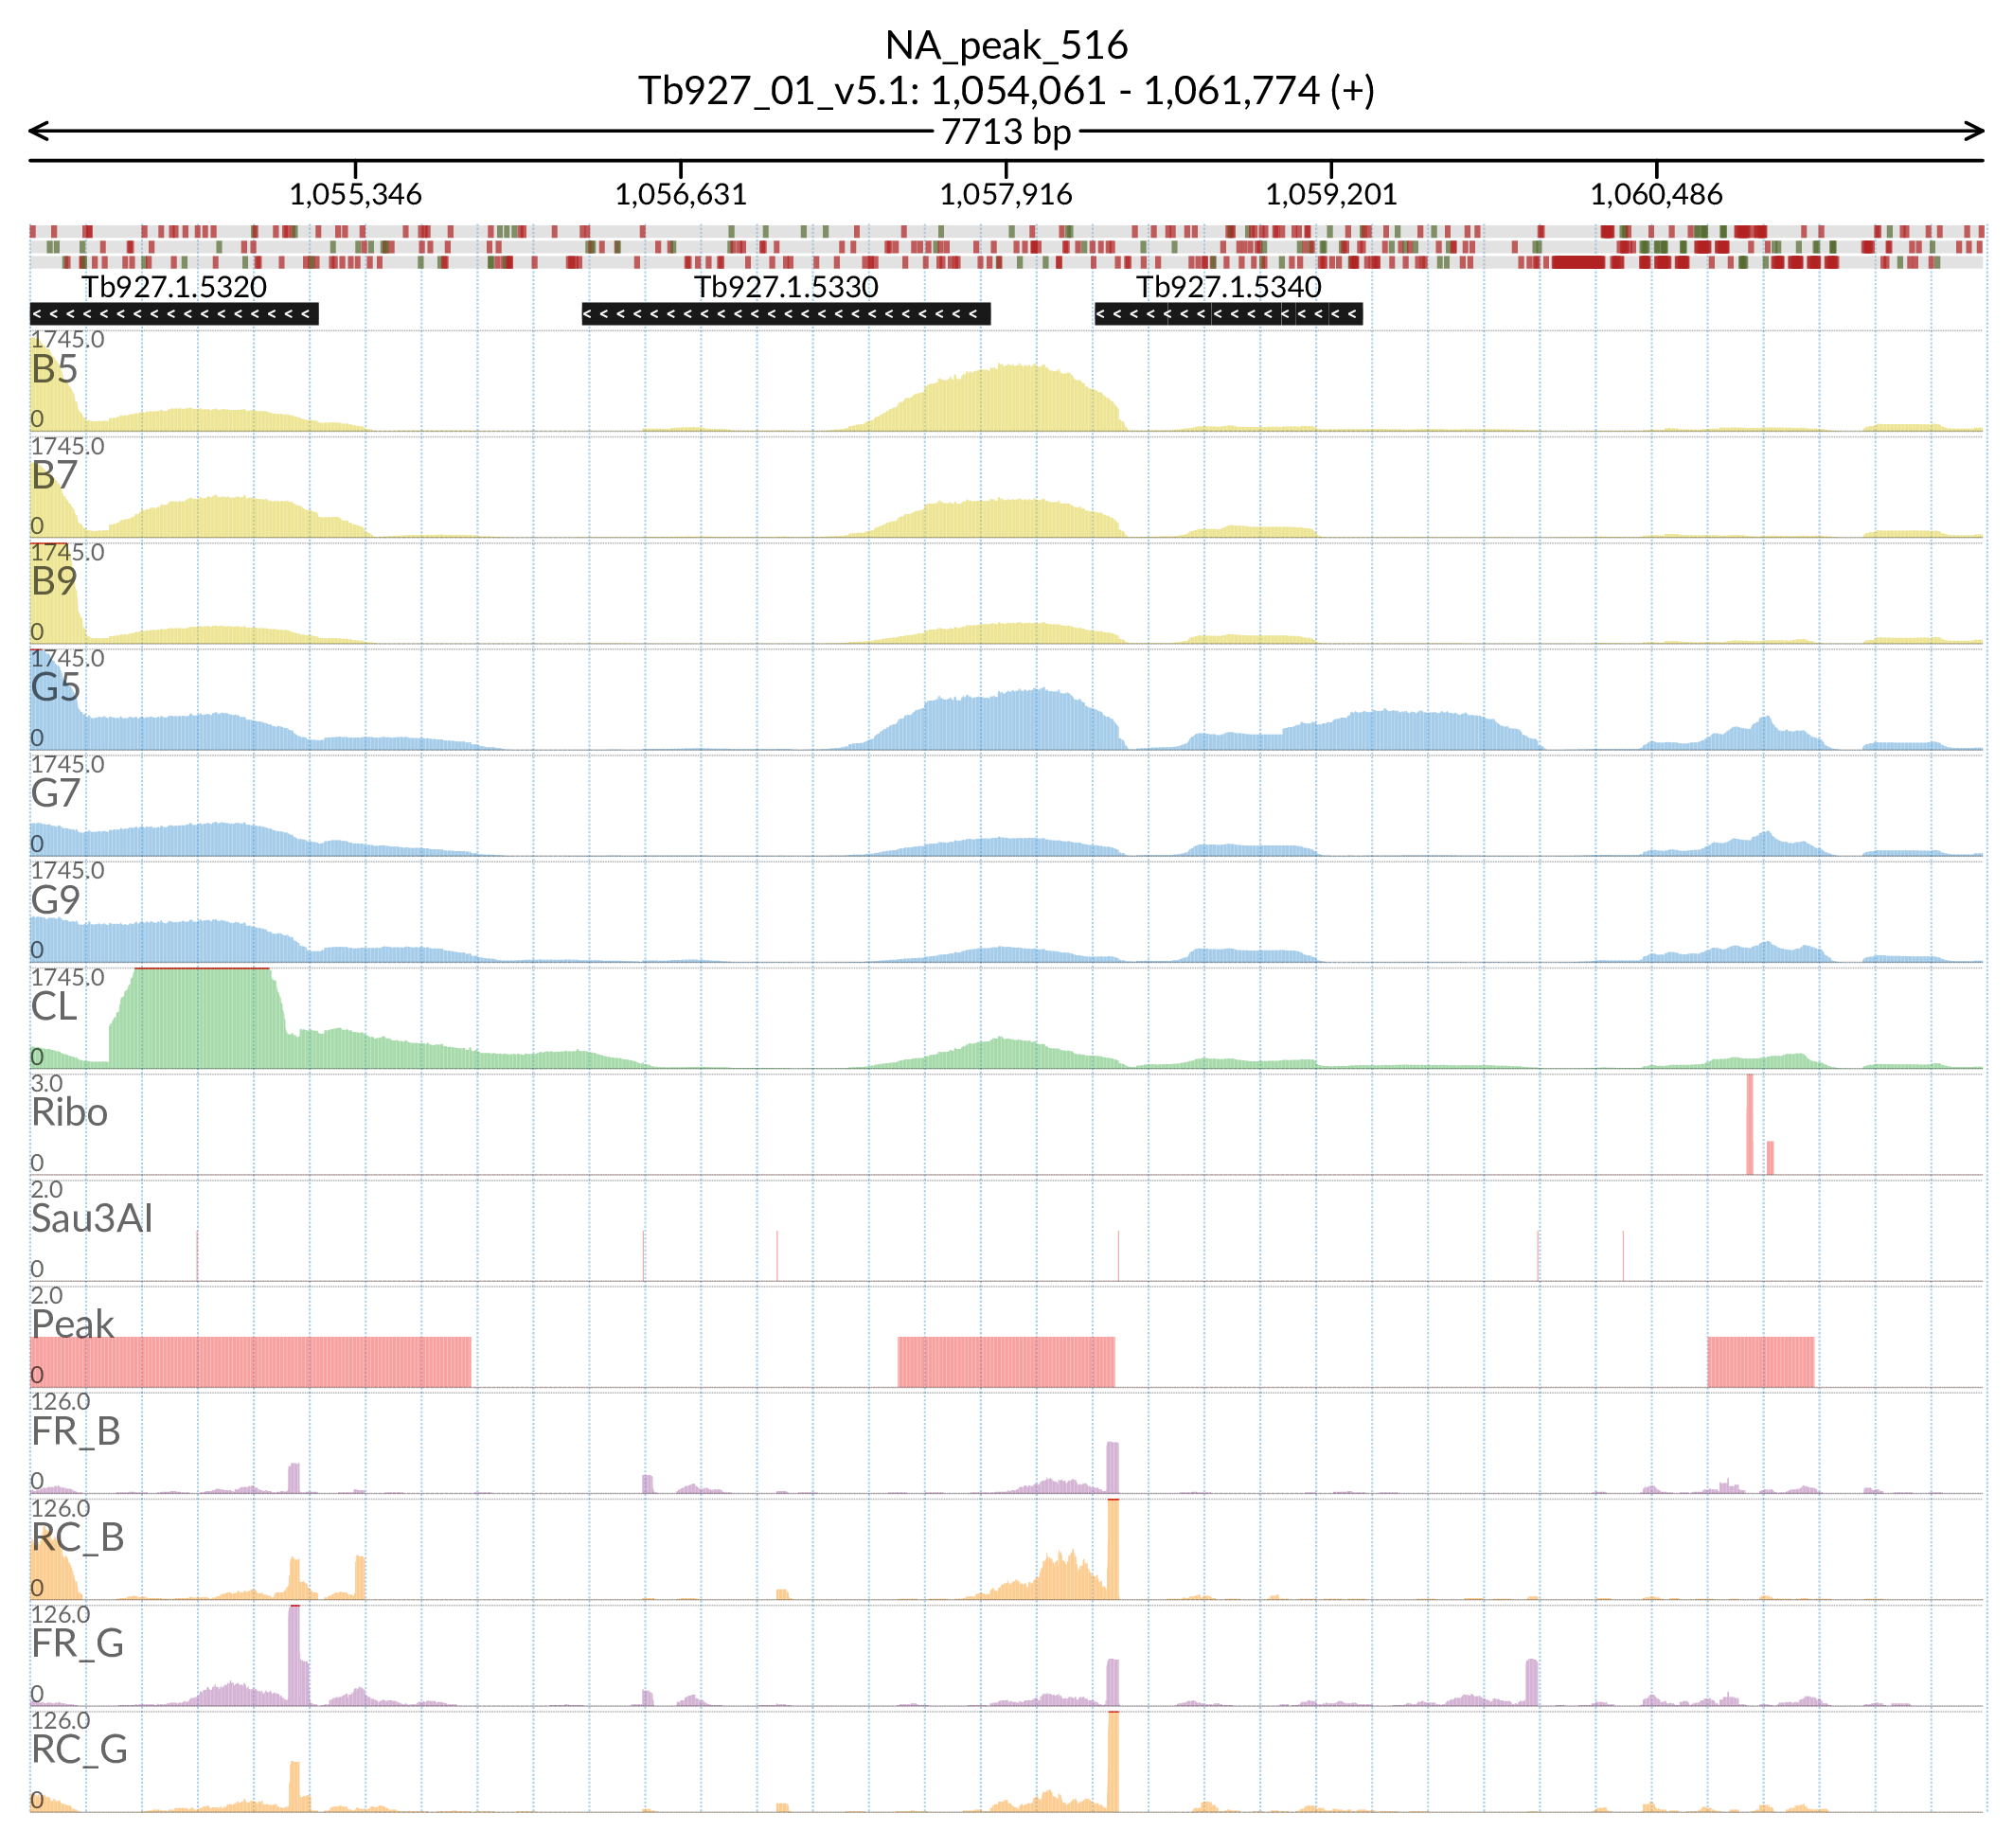 NA_peak_516
Tb927_01_v5.1: 1,054,061 - 1,061,774 (+)
7713 bp
1,055,346 1,056,631 1,057,916 1,059,201 1,060,486
Tb927.1.5320 Tb927.1.5330 Tb927.1.5340
1745.0
B5
0
1745.0
B7
0
1745.0
B9
0
1745.0
G5
0
1745.0
G7
0
1745.0
G9
0
1745.0
CL
0
3.0
Ribo
0
2.0
Sau3AI
0
2.0
Peak
0
126.0
FR_B
0
126.0
RC_B
0
126.0
FR_G
0
126.0
RC_G
0